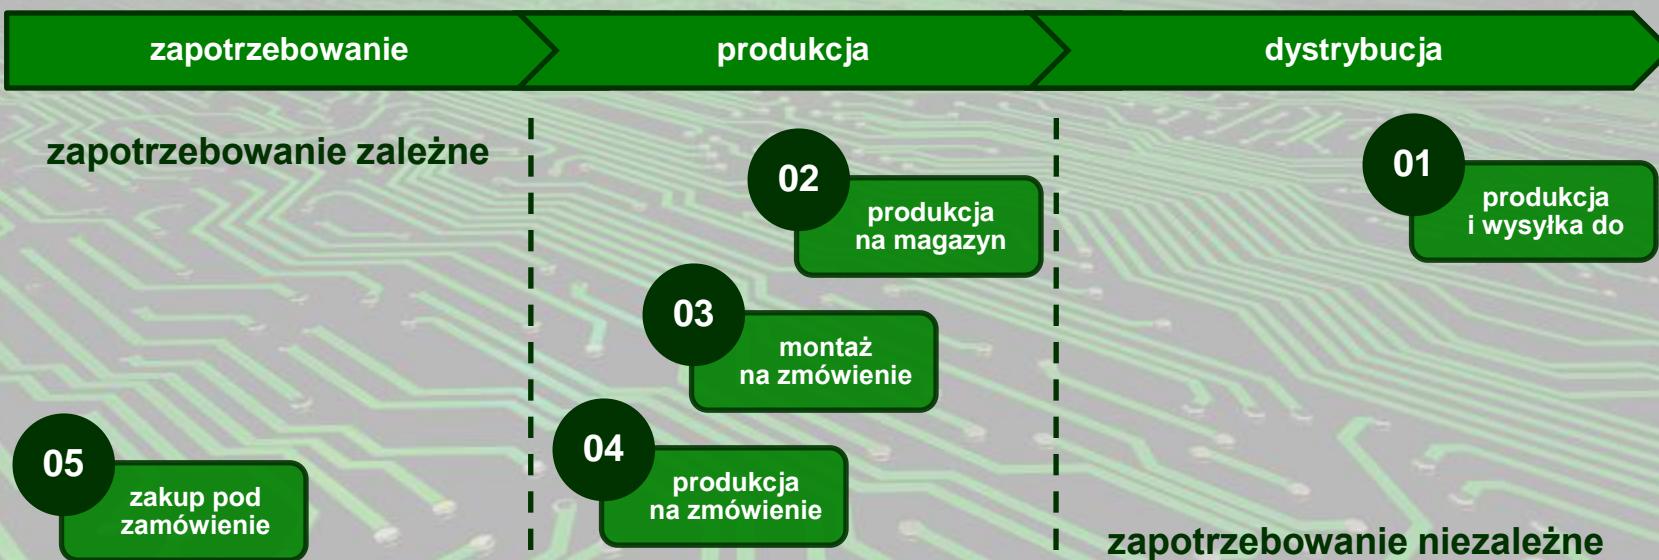 zapotrzebowanie
produkcja
dystrybucja
zapotrzebowanie zależne
01
produkcja
i wysyłka do
02
produkcja
na magazyn
03
montaż
na zmówienie
04
produkcja
na zmówienie
05
zakup pod
zamówienie
zapotrzebowanie niezależne